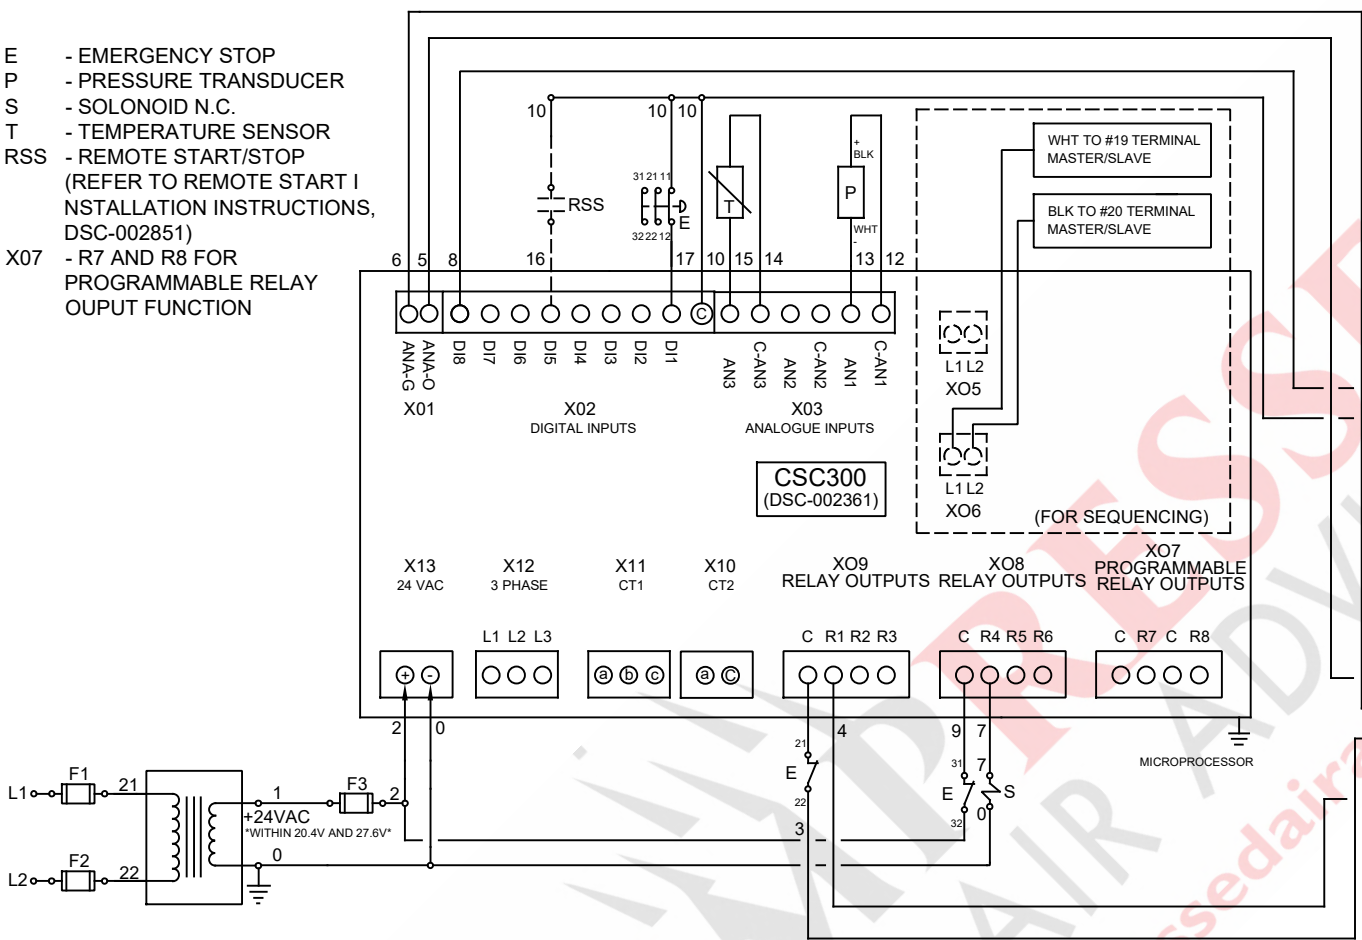 E - EMERGENCY STOP
P - PRESSURE TRANSDUCER
S - SOLONOID N.C.
T - TEMPERATURE SENSOR
RSS - REMOTE START/STOP
(REFER TO REMOTE START I
NSTALLATION INSTRUCTIONS,
DSC-002851)
X07 - R7 AND R8 FOR
PROGRAMMABLE RELAY
OUPUT FUNCTION
10 10 10
31 21 11
RSS
E
32 22 12
T
+
BLK
P
WHT
-
WHT TO #19 TERMINAL
MASTER/SLAVE
BLK TO #20 TERMINAL
MASTER/SLAVE
6 5 8 16 17 10 15 14 13 12
C
ANA-G ANA-O DI8 DI7 DI6 DI5 DI4 DI3 DI2 DI1 AN3 C-AN3 AN2 C-AN2 AN1 C-AN1
X01 X02 X03
DIGITAL INPUTS ANALOGUE INPUTS
L1 L2
XO5
L1 L2
XO6
(FOR SEQUENCING)
CSC300
(DSC-002361)
X13 X12 X11 X10 XO9 XO8 XO7
24 VAC 3 PHASE CT1 CT2 RELAY OUTPUTS RELAY OUTPUTS PROGRAMMABLE
RELAY OUTPUTS
L1 L2 L3 C R1 R2 R3 C R4 R5 R6 C R7 C R8
+ - a b c a C
2 0 4 9 7
MICROPROCESSOR
21
E
22
3
31 7
E S
32 0
L1 F1 21
1 F3 2
+24VAC
*WITHIN 20.4V AND 27.6V*
0
L2 F2 22
PRESSE
AIR ADV
ssedaira